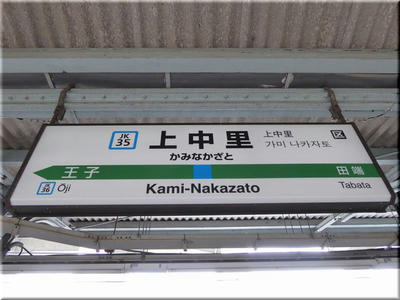 JK
35
上中里
かみなかざと
上中里
가미 나카자토
区
王子
田端
JK
36
Ōji
Kami-Nakazato
Tabata